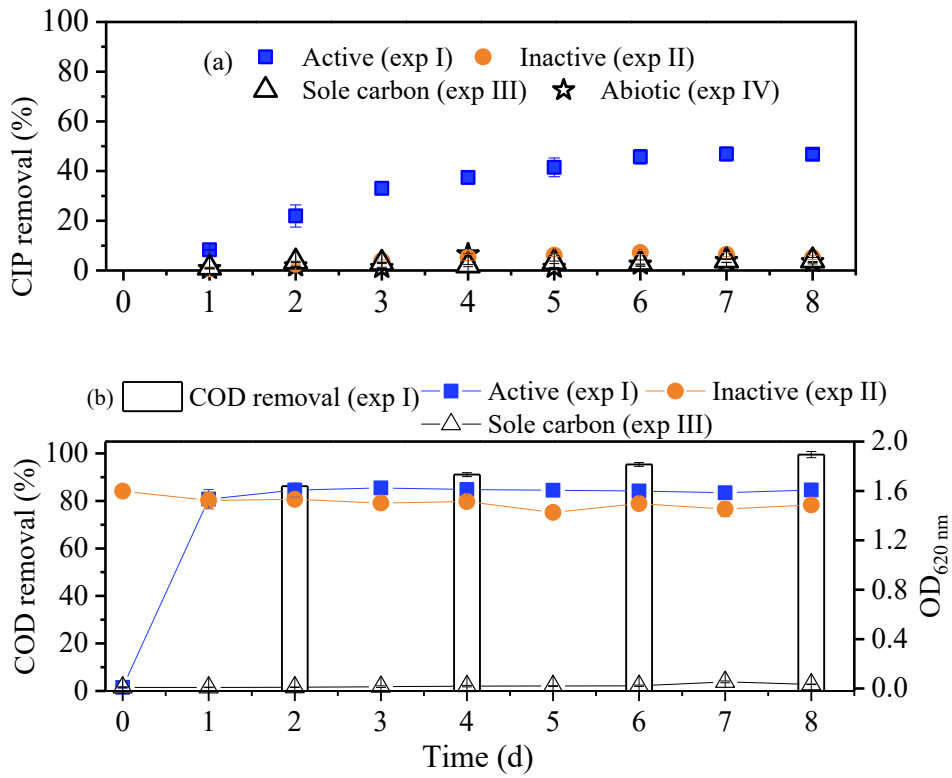 100
80
60
40
20
0
CIP removal (%)
(a)
Active (exp I)
Inactive (exp II)
Sole carbon (exp III)
Abiotic (exp IV)
0 1 2 3 4 5 6 7 8
(b)
COD removal (exp I)
Active (exp I)
Inactive (exp II)
Sole carbon (exp III)
100
80
60
40
20
0
COD removal (%)
2.0
1.6
1.2
0.8
0.4
0.0
OD620 nm
0 1 2 3 4 5 6 7 8
Time (d)